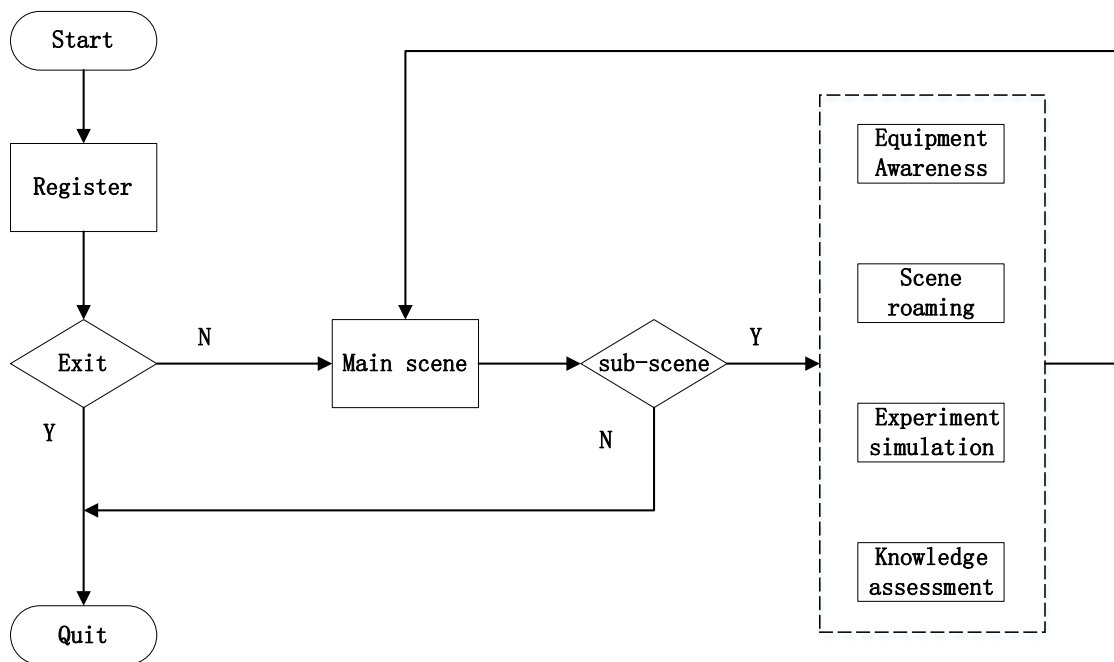 Start
Register
Exit
N
Y
Main scene
sub-scene
Y
N
Equipment
Awareness
Scene
roaming
Experiment
simulation
Knowledge
assessment
Quit